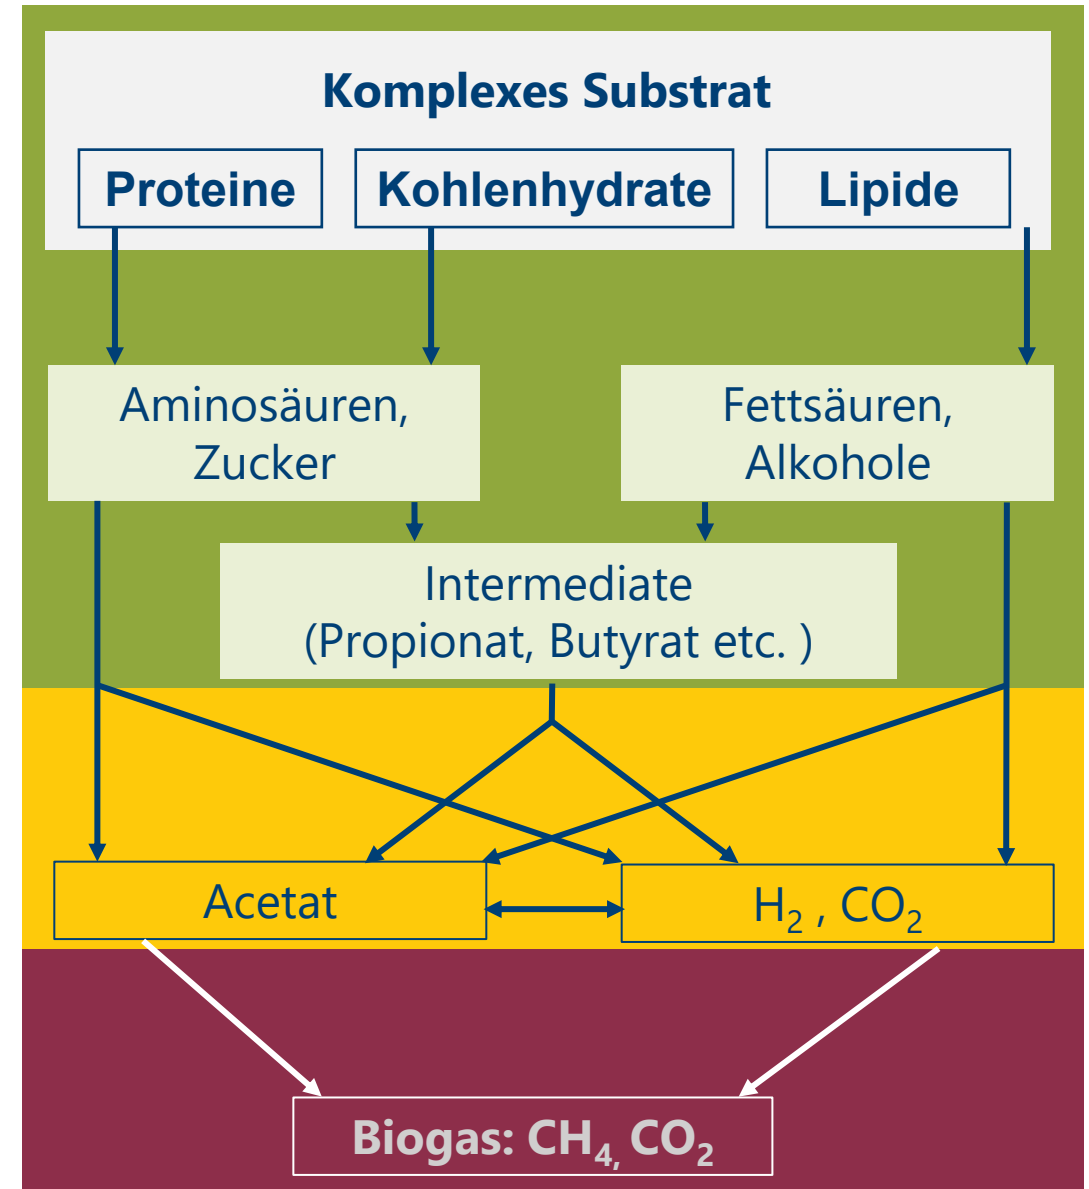 Komplexes Substrat
Proteine
Kohlenhydrate
Lipide
Aminosäuren,
Zucker
Fettsäuren,
Alkohole
Intermediate
(Propionat, Butyrat etc. )
Acetat
H₂ , CO₂
Biogas: CH₄, CO₂